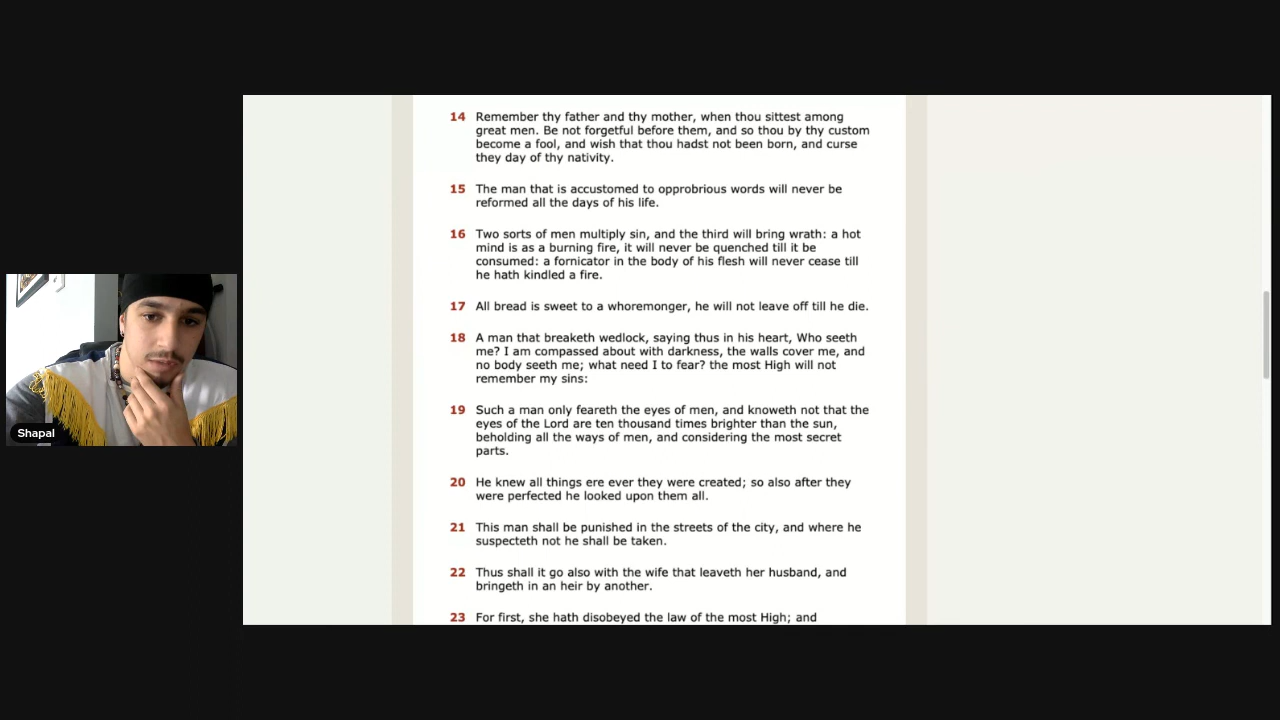 14 Remember thy father and thy mother, when thou sittest among
great men. Be not forgetful before them, and so thou by thy custom
become a fool, and wish that thou hadst not been born, and curse
they day of thy nativity.
15 The man that is accustomed to opprobrious words will never be
reformed all the days of his life.
16 Two sorts of men multiply sin, and the third will bring wrath: a hot
mind is as a burning fire, it will never be quenched till it be
consumed: a fornicator in the body of his flesh will never cease till
he hath kindled a fire.
17 All bread is sweet to a whoremonger, he will not leave off till he die.
18 A man that breaketh wedlock, saying thus in his heart, Who seeth
me? I am compassed about with darkness, the walls cover me, and
no body seeth me; what need I to fear? the most High will not
remember my sins:
19 Such a man only feareth the eyes of men, and knoweth not that the
eyes of the Lord are ten thousand times brighter than the sun,
beholding all the ways of men, and considering the most secret
parts.
20 He knew all things ere ever they were created; so also after they
were perfected he looked upon them all.
21 This man shall be punished in the streets of the city, and where he
suspecteth not he shall be taken.
22 Thus shall it go also with the wife that leaveth her husband, and
bringeth in an heir by another.
23 For first, she hath disobeyed the law of the most High; and
Shapal